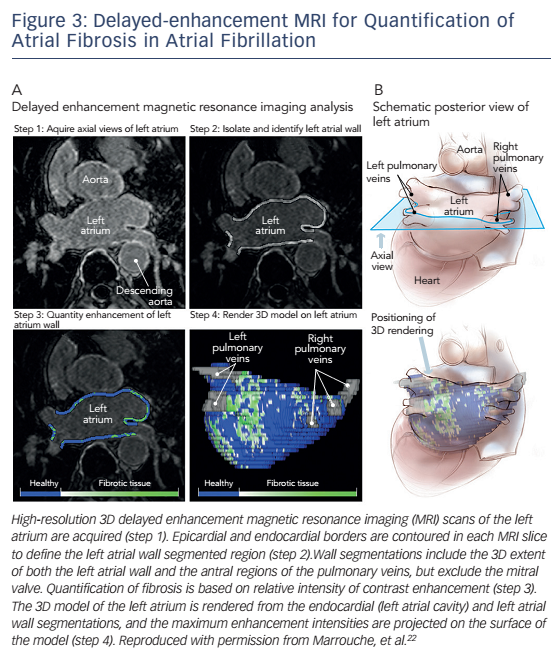 Figure 3: Delayed-enhancement MRI for Quantification of
Atrial Fibrosis in Atrial Fibrillation
A
Delayed enhancement magnetic resonance imaging analysis
Step 1: Aquire axial views of left atrium
Aorta
Left
atrium
Descending
aorta
Step 2: Isolate and identify left atrial wall
Left
atrium
Step 3: Quantity enhancement of left
atrium wall
Left
atrium
Healthy
Fibrotic tissue
Step 4: Render 3D model on left atrium
Left
pulmonary
veins
Right
pulmonary
veins
Healthy
Fibrotic tissue
B
Schematic posterior view of
left atrium
Aorta
Right
pulmonary
veins
Left pulmonary
veins
Left
atrium
Axial
view
Heart
Positioning of
3D rendering
High-resolution 3D delayed enhancement magnetic resonance imaging (MRI) scans of the left
atrium are acquired (step 1). Epicardial and endocardial borders are contoured in each MRI slice
to define the left atrial wall segmented region (step 2).Wall segmentations include the 3D extent
of both the left atrial wall and the antral regions of the pulmonary veins, but exclude the mitral
valve. Quantification of fibrosis is based on relative intensity of contrast enhancement (step 3).
The 3D model of the left atrium is rendered from the endocardial (left atrial cavity) and left atrial
wall segmentations, and the maximum enhancement intensities are projected on the surface of
the model (step 4). Reproduced with permission from Marrouche, et al.22